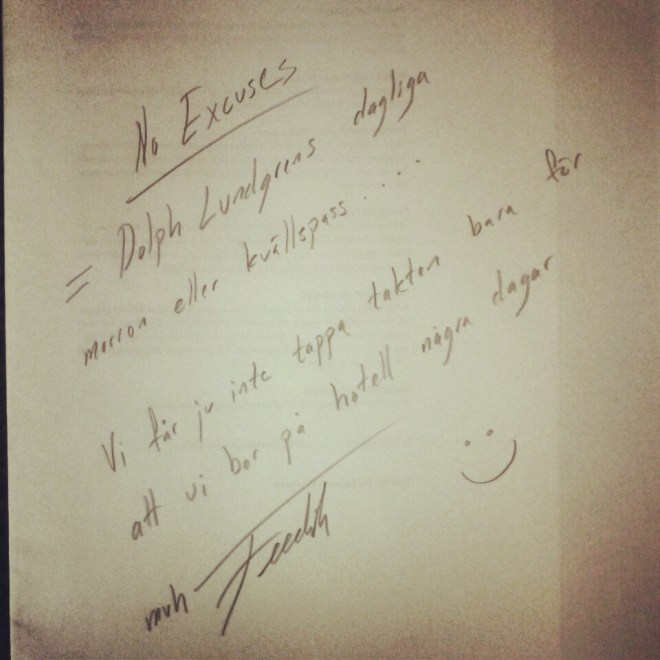 No Excuses
= Dolph Lundgrens dagliga
morron eller kvällspass....
Vi får ju inte tappa takten bara för
att vi bor på hotell några dagar
mvh